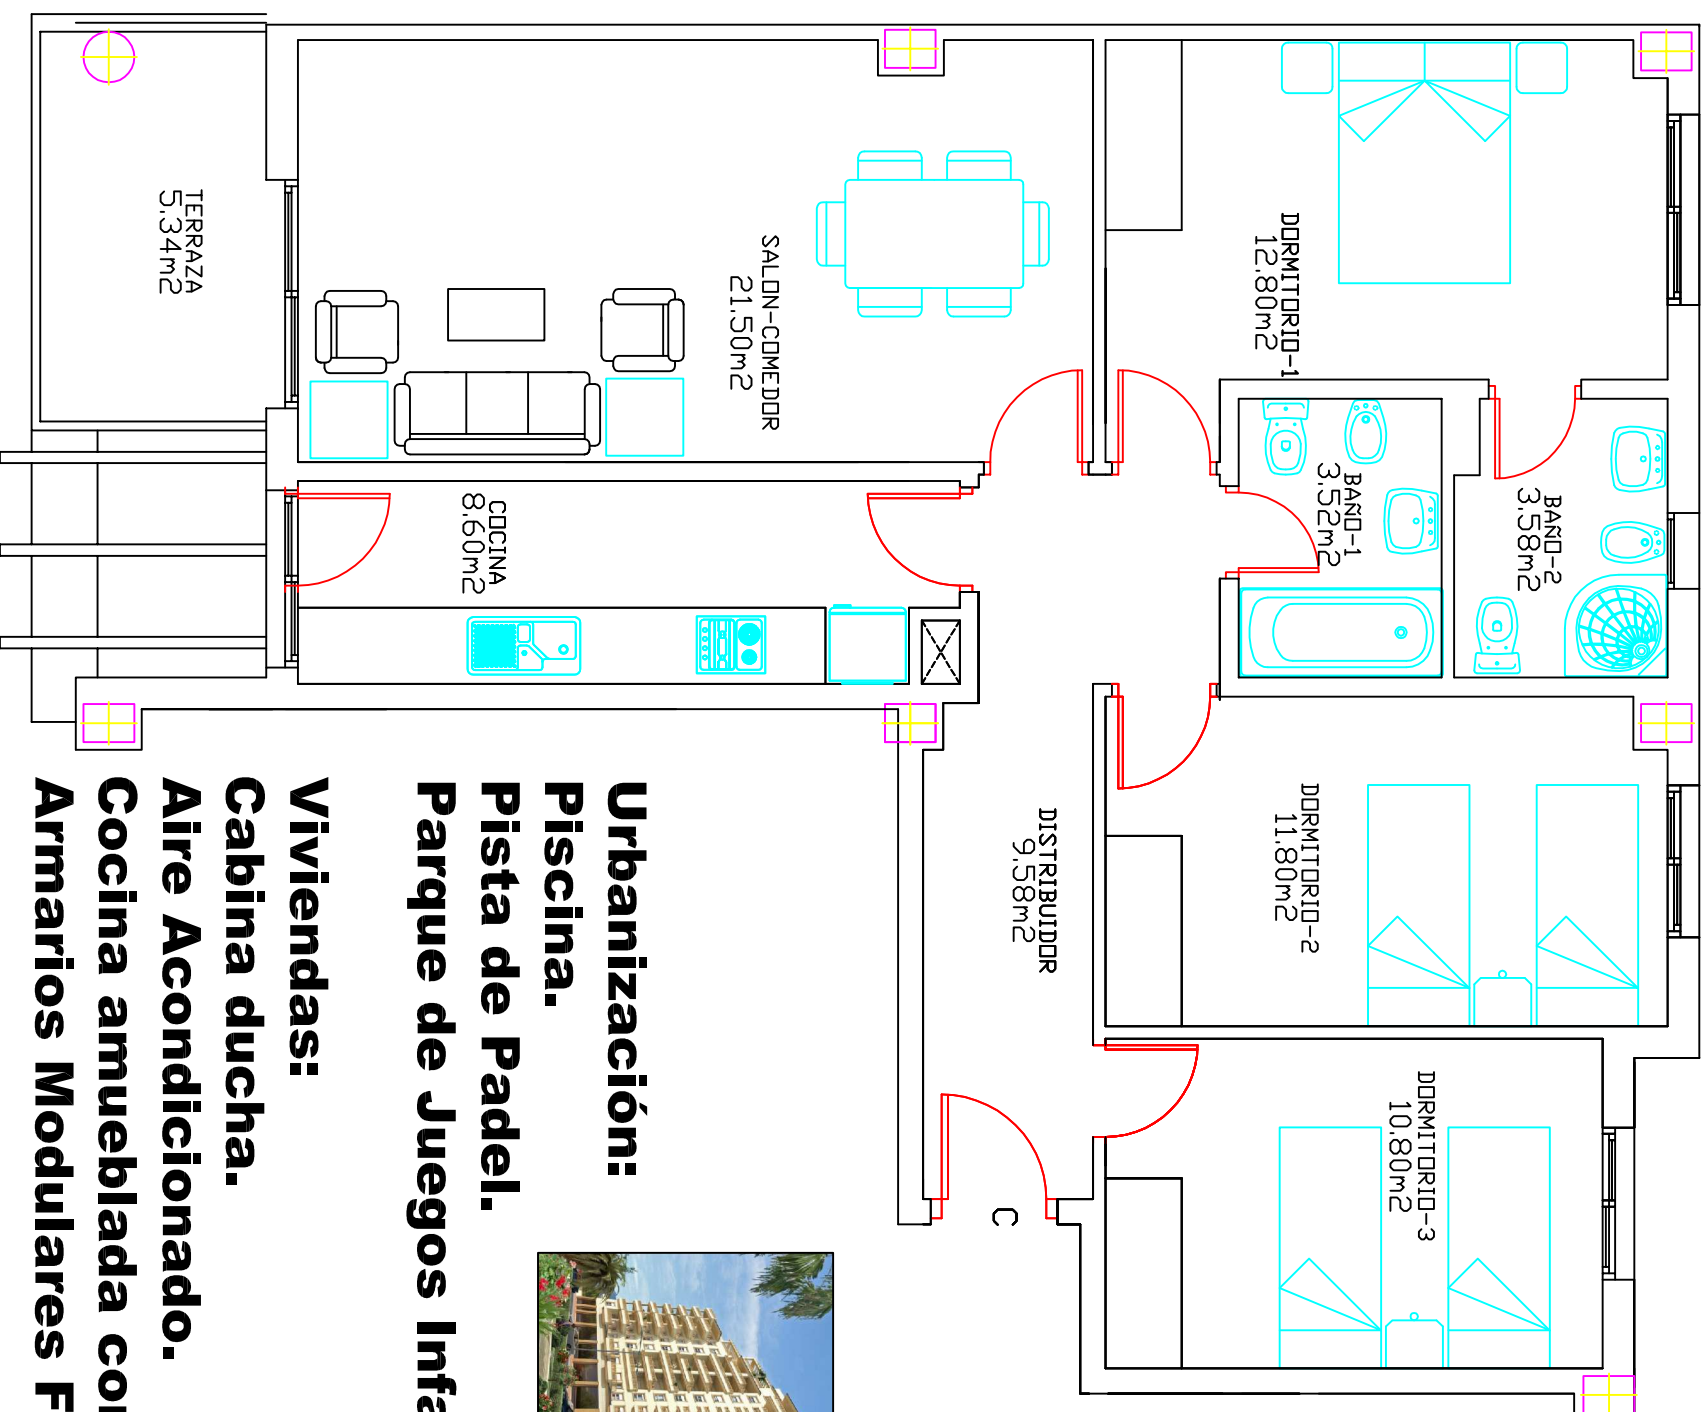 DORMITORIO-1
12.80m2
BAÑO-2
3.58m2
BAÑO-1
3.52m2
DORMITORIO-2
11.80m2
DORMITORIO-3
10.80m2
SALON-COMEDOR
21.50m2
DISTRIBUIDOR
9.58m2
C
COCINA
8.60m2
TERRAZA
5.34m2
Urbanización:
Piscina.
Pista de Padel.
Parque de Juegos Infa
Viviendas:
Cabina ducha.
Aire Acondicionado.
Cocina amueblada co
Armarios Modulares F